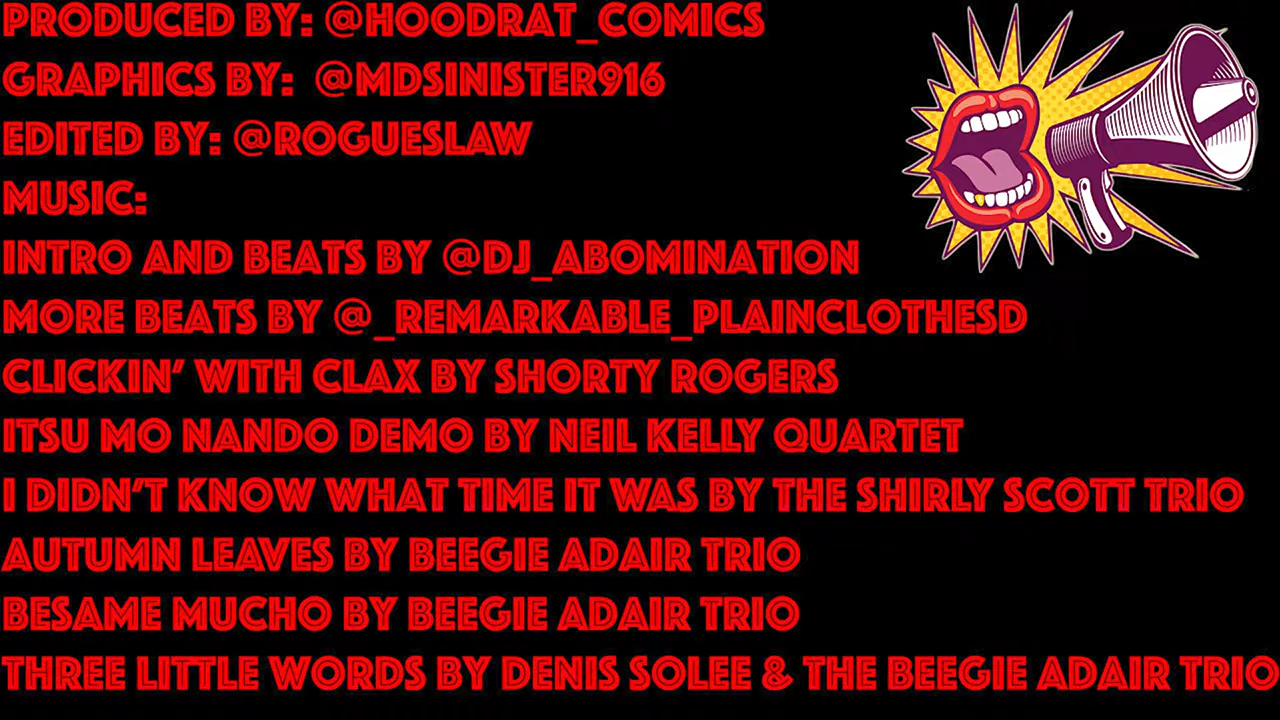 PRODUCED BY: @HOODRAT_COMICS
GRAPHICS BY: @MDSINISTER916
EDITED BY: @ROGUESLAW
MUSIC:
INTRO AND BEATS BY @DJ_ABOMINATION
MORE BEATS BY @_REMARKABLE_PLAINCLOTHESD
CLICKIN' WITH CLAX BY SHORTY ROGERS
ITSU MO NANDO DEMO BY NEIL KELLY QUARTET
I DIDN'T KNOW WHAT TIME IT WAS BY THE SHIRLY SCOTT TRIO
AUTUMN LEAVES BY BEEGIE ADAIR TRIO
BESAME MUCHO BY BEEGIE ADAIR TRIO
THREE LITTLE WORDS BY DENIS SOLEE & THE BEEGIE ADAIR TRIO